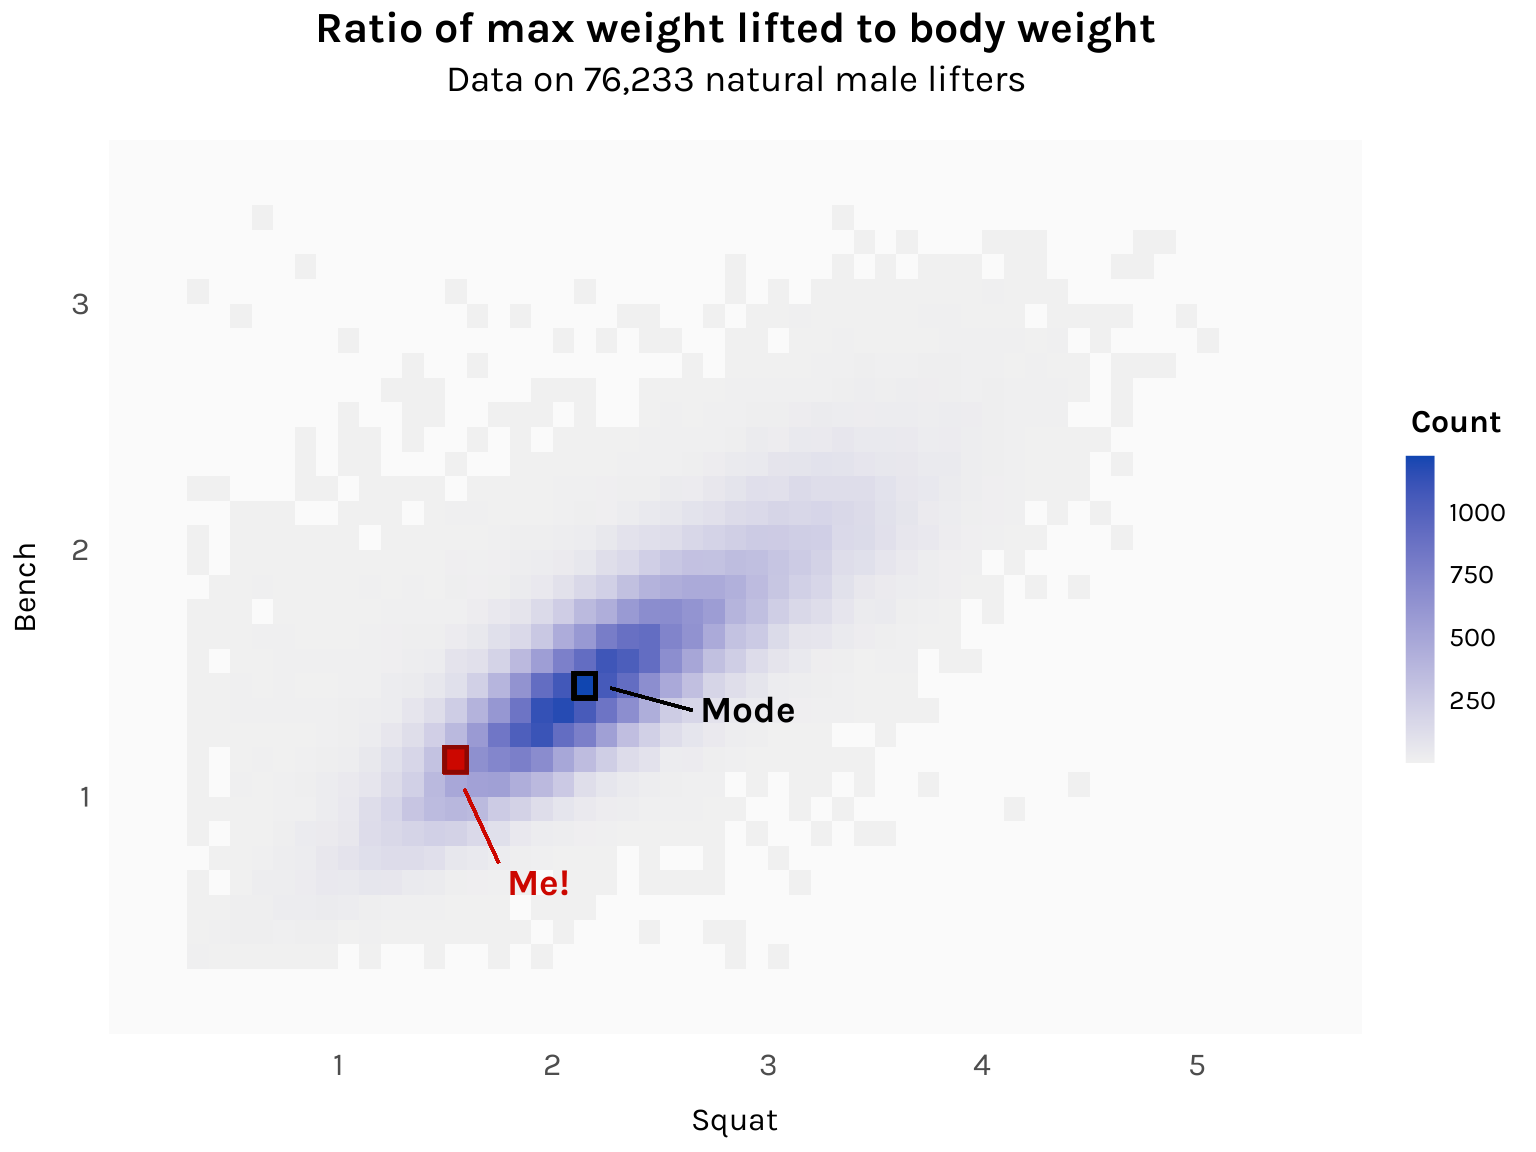 Ratio of max weight lifted to body weight
Data on 76,233 natural male lifters
3
2
1
Bench
Mode
Me!
1 2 3 4 5
Squat
Count
1000
750
500
250